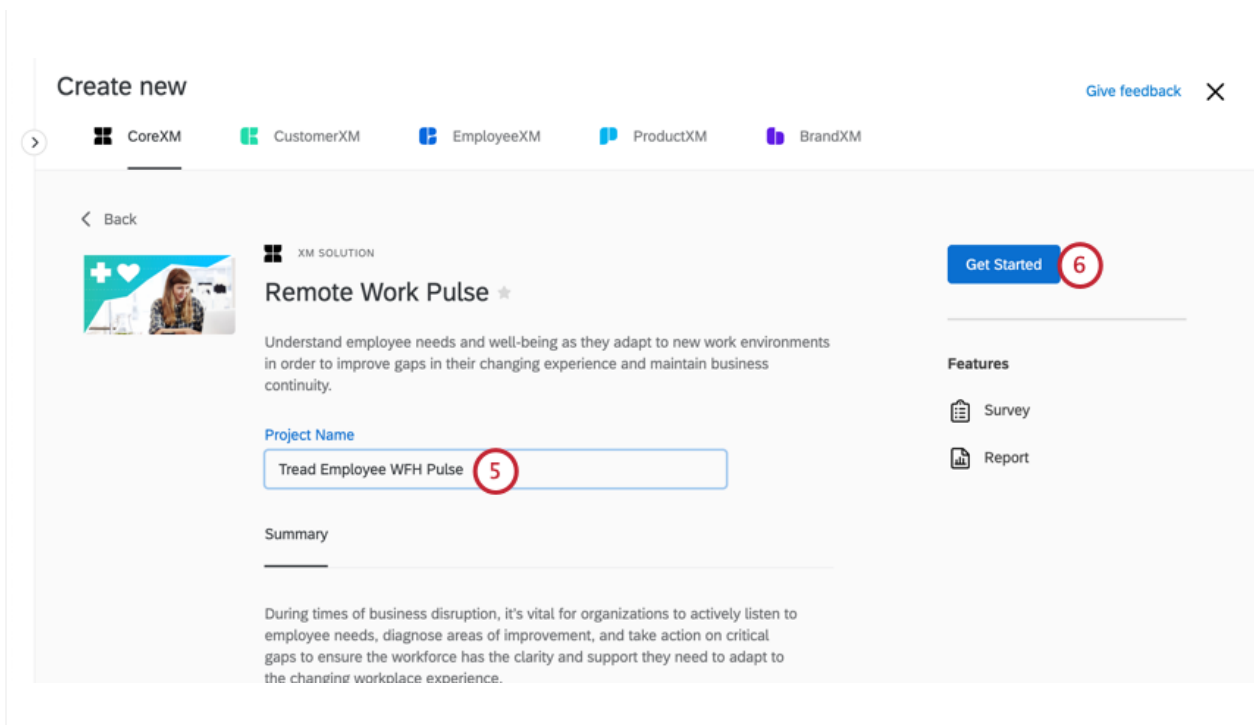 Create new
Give feedback
CoreXM
CustomerXM
EmployeeXM
ProductXM
BrandXM
Back
XM SOLUTION
Remote Work Pulse
Understand employee needs and well-being as they adapt to new work environments
in order to improve gaps in their changing experience and maintain business
continuity.
Project Name
Tread Employee WFH Pulse
5
Summary
During times of business disruption, it's vital for organizations to actively listen to
employee needs, diagnose areas of improvement, and take action on critical
gaps to ensure the workforce has the clarity and support they need to adapt to
the changing workplace experience.
Get Started
6
Features
Survey
Report